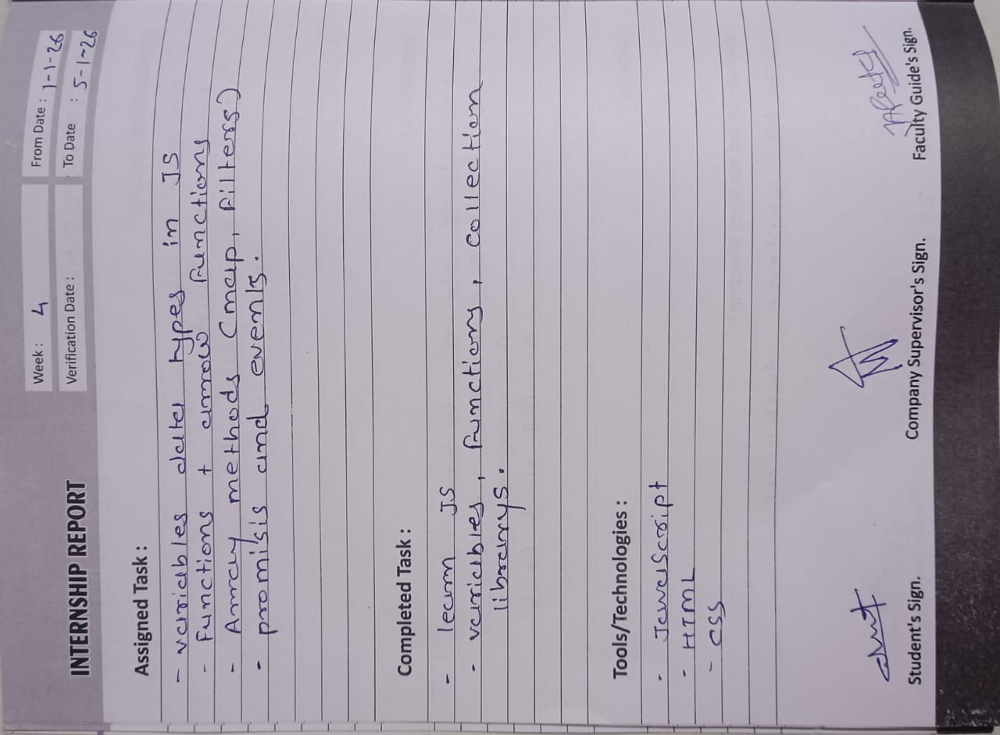 INTERNSHIP REPORT
Week : 4
From Date : 1-1-26
Verification Date :
To Date : 5-1-26
Assigned Task :
- variables data types in JS
- Functions + arrow functions
- Array methods (map, filters)
- promisis and events.
Completed Task :
- learn JS
- variables, functions, collection
librarys.
Tools/Technologies :
- JavaScript
- HTML
- CSS
Student's Sign.
Company Supervisor's Sign.
Faculty Guide's Sign.